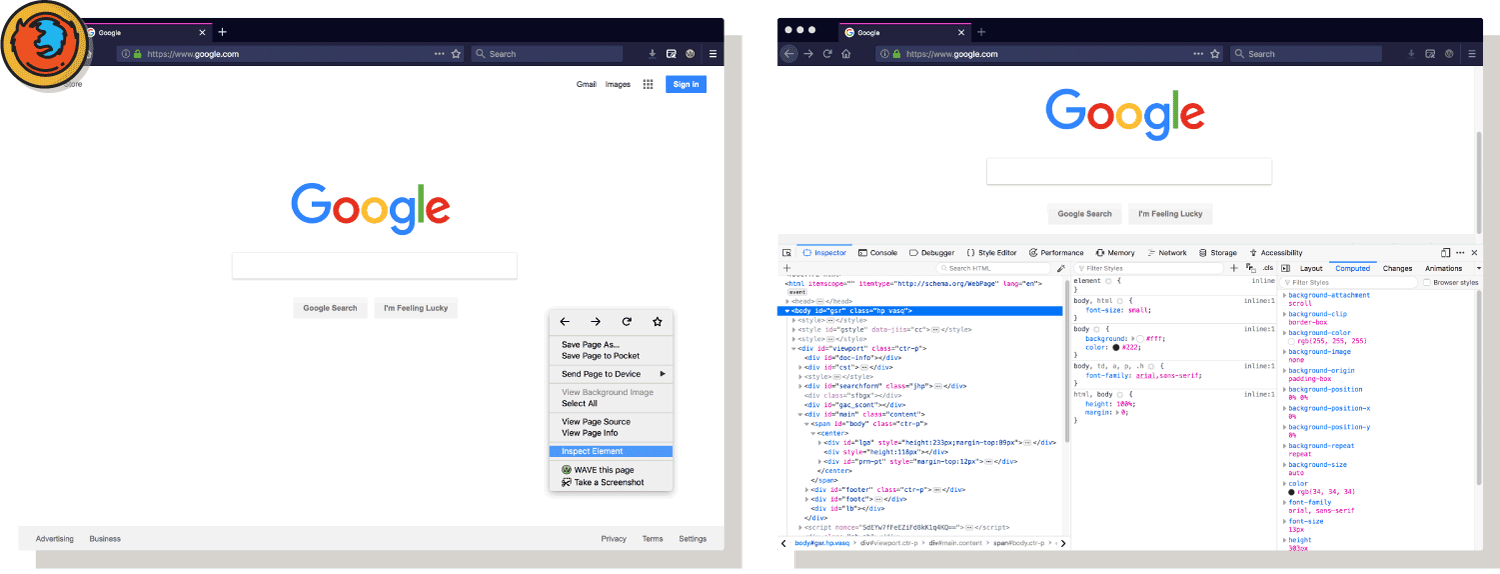 Google
https://www.google.com
Search
Store
Gmail Images
Sign in
Google
Google Search I'm Feeling Lucky
Save Page As...
Save Page to Pocket
Send Page to Device
View Background Image
Select All
View Page Source
View Page Info
Inspect Element
WAVE this page
Take a Screenshot
Advertising Business
Privacy Terms Settings
Google
https://www.google.com
Search
Google
Google Search I'm Feeling Lucky
Inspector Console Debugger {} Style Editor Performance Memory Network Storage Accessibility
Search HTML
<html itemscope="" itemtype="http://schema.org/WebPage" lang="en">
event
<head></head>
<body id="gsr" class="hp vasq">
<style></style>
<style id="gstyle" data-jiis="cc"></style>
<style></style>
<div id="viewport" class="ctr-p">
<div id="doc-info"></div>
<div id="cst"></div>
<style></style>
<div id="searchform" class="jhp"></div>
<div class="sfbgx"></div>
<div id="gac_scont"></div>
<div id="main" class="content">
<span id="body" class="ctr-p">
<center>
<div id="lga" style="height:233px;margin-top:89px"></div>
<div style="height:118px"></div>
<div id="prm-pt" style="margin-top:12px"></div>
</center>
</span>
<div id="footer" class="ctr-p"></div>
<div id="footc"></div>
<div id="lb"></div>
</div>
body#gsr.hp.vasq > div#viewport.ctr-p > div#main.content > span#body.ctr-p >
Filter Styles
+ .cls
element { inline
}
body, html { inline:1
font-size: small;
}
body { inline:1
background: #fff;
color: #222;
}
body, td, a, p, .h { inline:1
font-family: arial,sans-serif;
}
html, body { inline:1
height: 100%;
margin: 0;
}
Layout Computed Changes Animations
Filter Styles Browser styles
background-attachment
scroll
background-clip
border-box
background-color
rgb(255, 255, 255)
background-image
none
background-origin
padding-box
background-position
0% 0%
background-position-x
0%
background-position-y
0%
background-repeat
repeat
background-size
auto
color
rgb(34, 34, 34)
font-family
arial, sans-serif
font-size
13px
height
303px